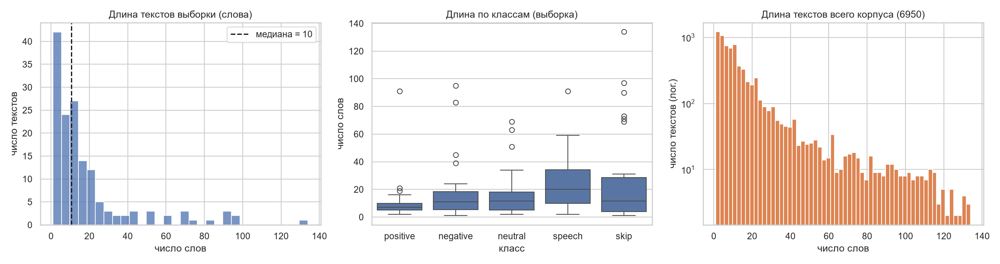 Длина текстов выборки (слова)
число текстов
40
35
30
25
20
15
10
5
0
медиана = 10
0 20 40 60 80 100 120 140
число слов
Длина по классам (выборка)
число слов
140
120
100
80
60
40
20
0
positive negative neutral speech skip
класс
Длина текстов всего корпуса (6950)
число текстов (лог.)
10³
10²
10¹
0 20 40 60 80 100 120 140
число слов